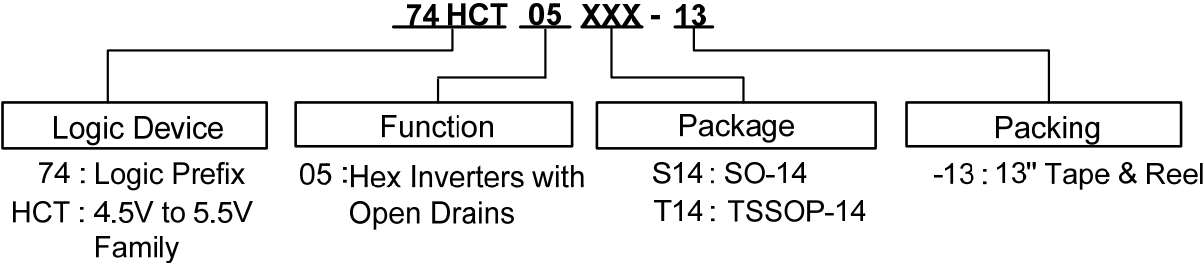 74 HCT 05 XXX - 13
Logic Device
74 : Logic Prefix
HCT : 4.5V to 5.5V
Family
Function
05 : Hex Inverters with
Open Drains
Package
S14 : SO-14
T14 : TSSOP-14
Packing
-13 : 13" Tape & Reel